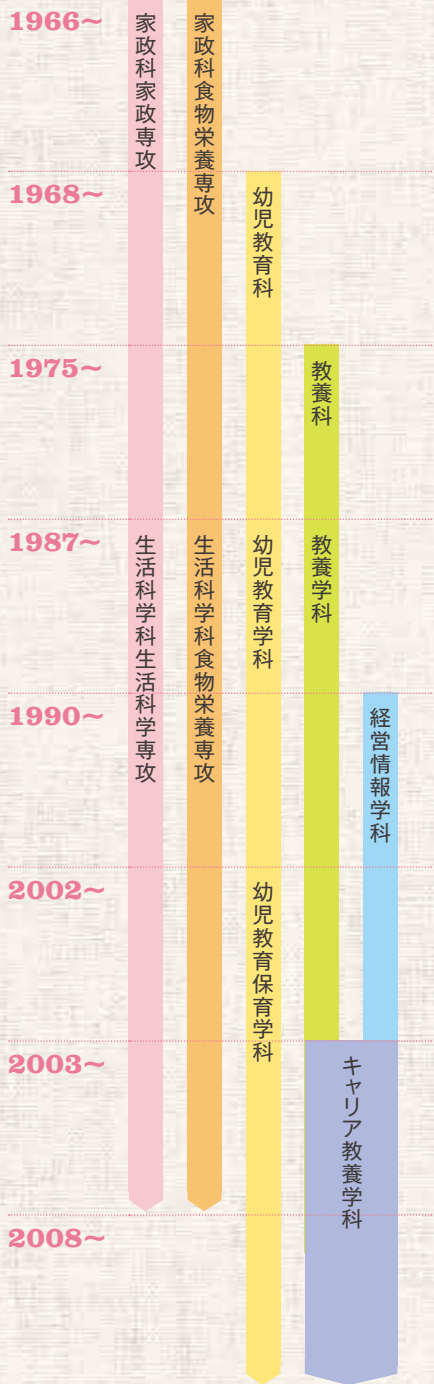 1966~
家政科家政専攻
家政科食物栄養専攻
1968~
幼児教育科
1975~
教養科
1987~
生活科学科生活科学専攻
生活科学科食物栄養専攻
幼児教育学科
教養学科
1990~
経営情報学科
2002~
幼児教育保育学科
2003~
キャリア教養学科
2008~